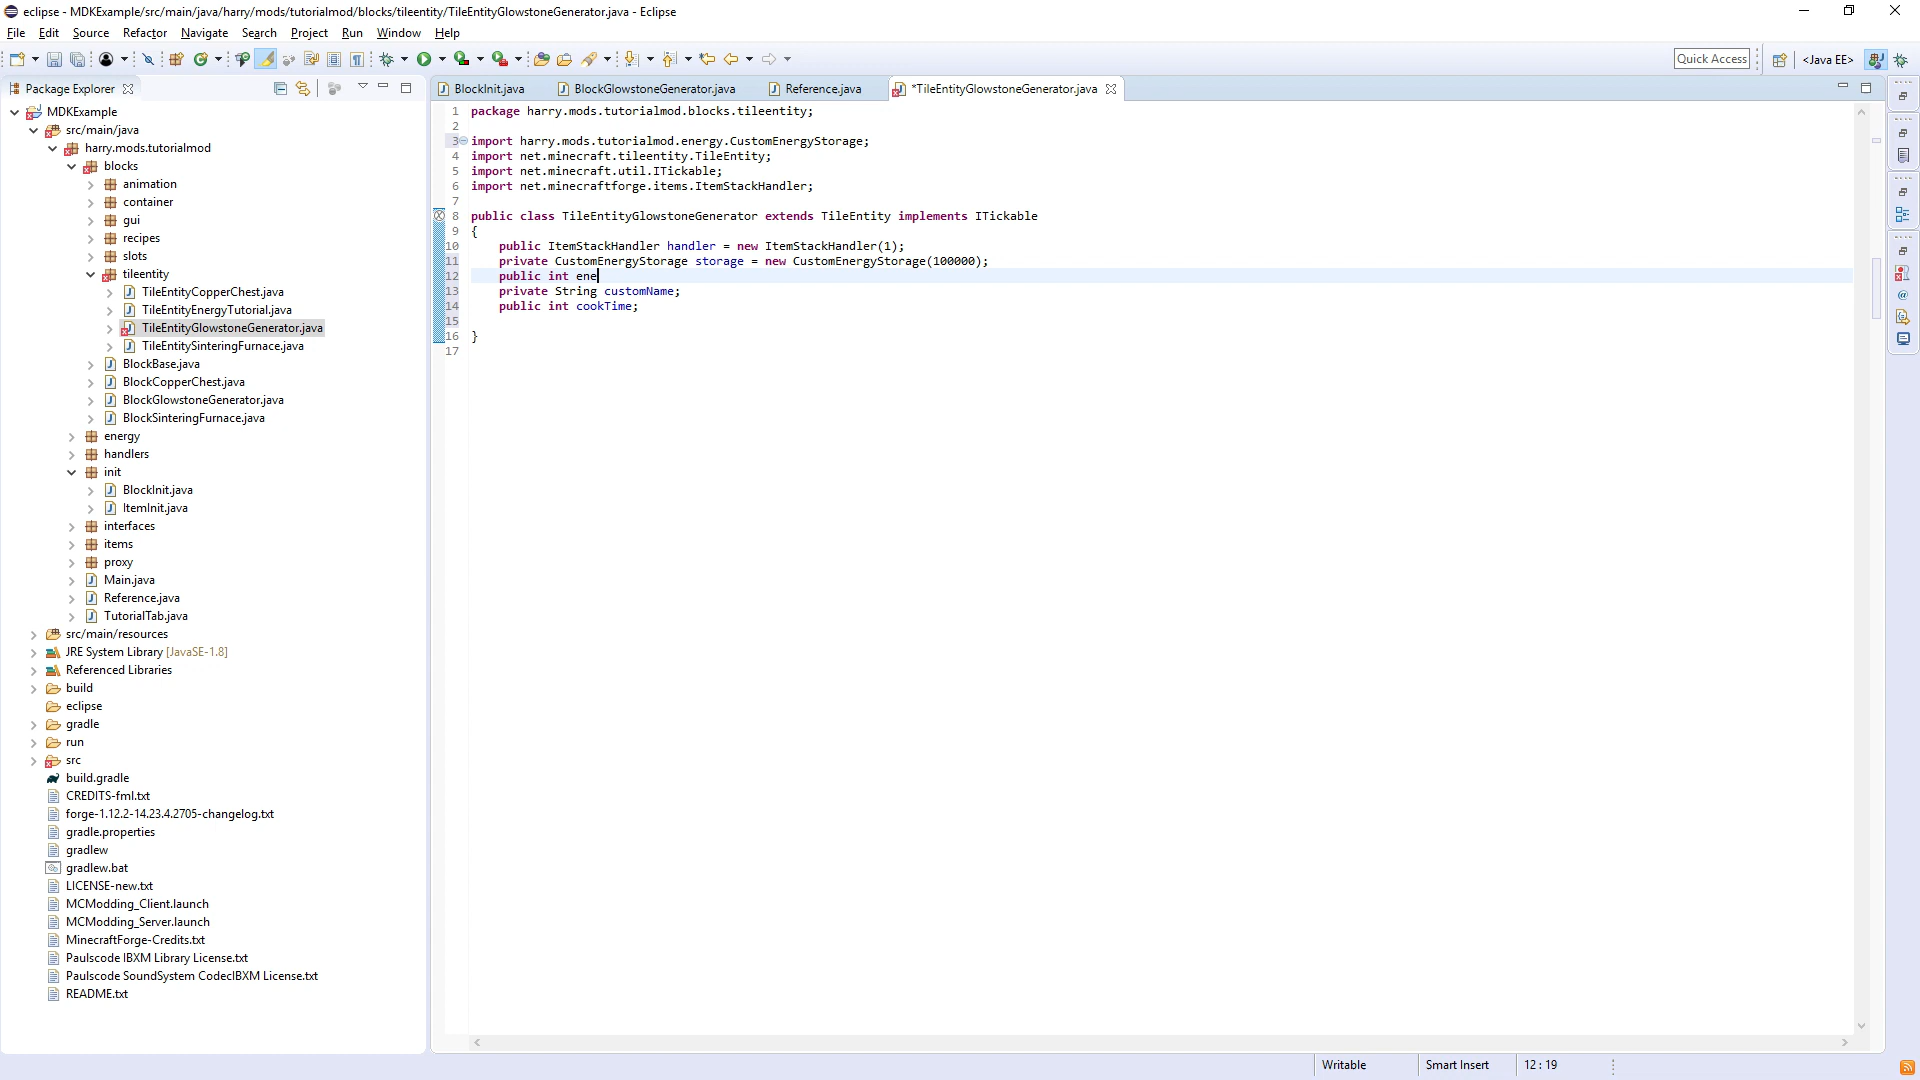 eclipse - MDKExample/src/main/java/harry/mods/tutorialmod/blocks/tileentity/TileEntityGlowstoneGenerator.java - Eclipse
File Edit Source Refactor Navigate Search Project Run Window Help
Quick Access <Java EE>
Package Explorer
BlockInit.java BlockGlowstoneGenerator.java Reference.java *TileEntityGlowstoneGenerator.java
MDKExample
src/main/java
harry.mods.tutorialmod
blocks
animation
container
gui
recipes
slots
tileentity
TileEntityCopperChest.java
TileEntityEnergyTutorial.java
TileEntityGlowstoneGenerator.java
TileEntitySinteringFurnace.java
BlockBase.java
BlockCopperChest.java
BlockGlowstoneGenerator.java
BlockSinteringFurnace.java
energy
handlers
init
BlockInit.java
ItemInit.java
interfaces
items
proxy
Main.java
Reference.java
TutorialTab.java
src/main/resources
JRE System Library [JavaSE-1.8]
Referenced Libraries
build
eclipse
gradle
run
src
build.gradle
CREDITS-fml.txt
forge-1.12.2-14.23.4.2705-changelog.txt
gradle.properties
gradlew
gradlew.bat
LICENSE-new.txt
MCModding_Client.launch
MCModding_Server.launch
MinecraftForge-Credits.txt
Paulscode IBXM Library License.txt
Paulscode SoundSystem CodecIBXM License.txt
README.txt
1 package harry.mods.tutorialmod.blocks.tileentity;
2
3 import harry.mods.tutorialmod.energy.CustomEnergyStorage;
4 import net.minecraft.tileentity.TileEntity;
5 import net.minecraft.util.ITickable;
6 import net.minecraftforge.items.ItemStackHandler;
7
8 public class TileEntityGlowstoneGenerator extends TileEntity implements ITickable
9 {
10 public ItemStackHandler handler = new ItemStackHandler(1);
11 private CustomEnergyStorage storage = new CustomEnergyStorage(100000);
12 public int ene
13 private String customName;
14 public int cookTime;
15
16 }
17
Writable Smart Insert 12 : 19